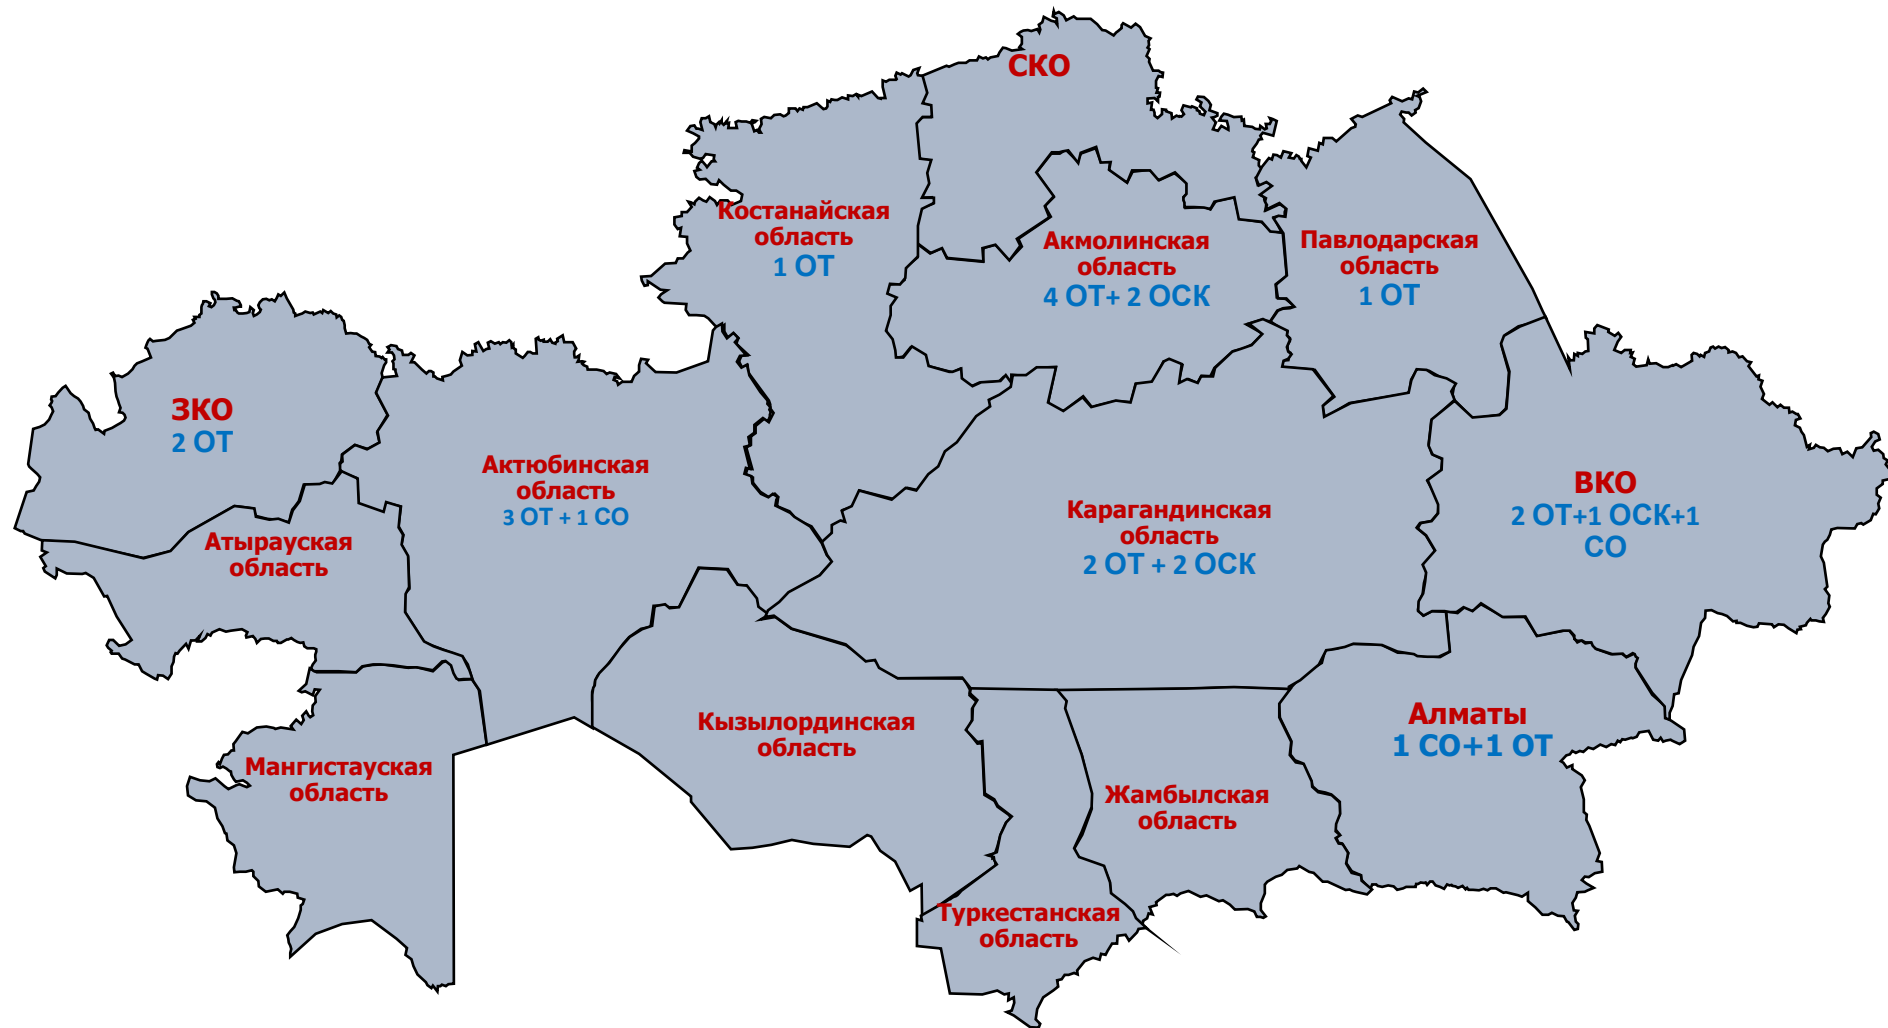 СКО
Костанайская
область
1 ОТ
Акмолинская
область
4 ОТ+ 2 ОСК
Павлодарская
область
1 ОТ
ЗКО
2 ОТ
Актюбинская
область
3 ОТ + 1 СО
Карагандинская
область
2 ОТ + 2 ОСК
ВКО
2 ОТ+1 ОСК+1
СО
Атырауская
область
Мангистауская
область
Кызылординская
область
Алматы
1 СО+1 ОТ
Жамбылская
область
Туркестанская
область